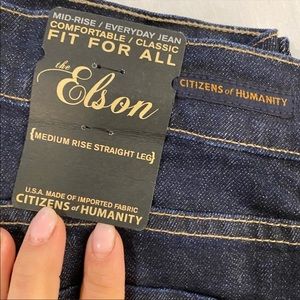 MID-RISE / EVERYDAY JEAN
COMFORTABLE / CLASSIC
FIT FOR ALL
the
Elson
{MEDIUM RISE STRAIGHT LEG}
U.S.A. MADE OF IMPORTED FABRIC
CITIZENS of HUMANITY
CITIZENS of HUMANITY